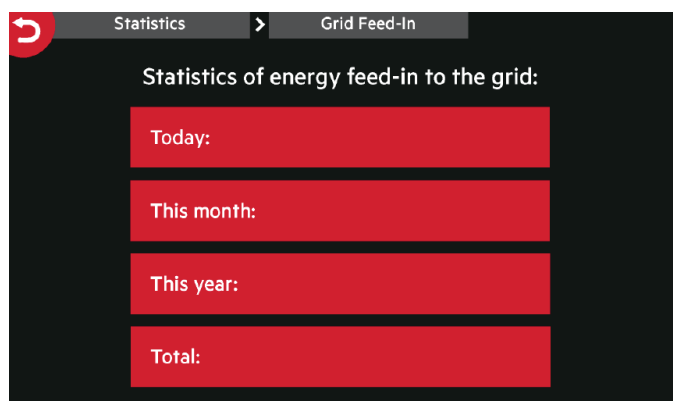 Statistics > Grid Feed-In
Statistics of energy feed-in to the grid:
Today:
This month:
This year:
Total: